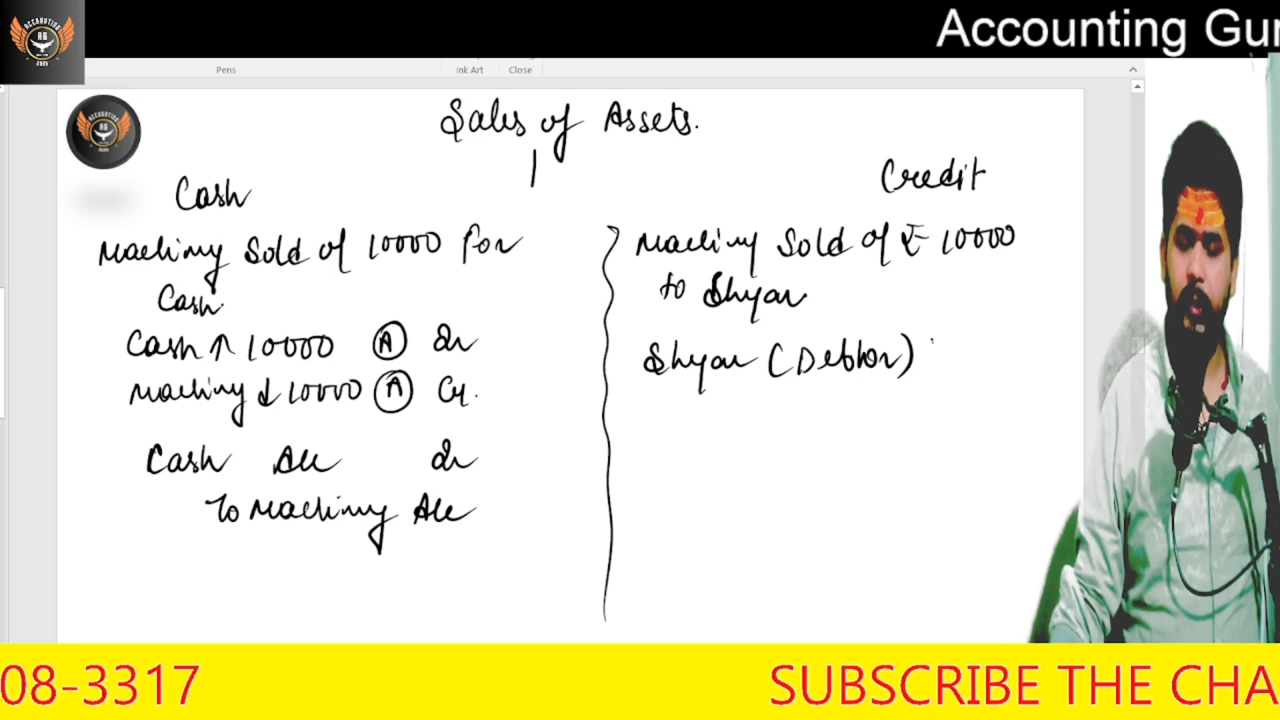 Accounting Gur
Pens
Ink Art
Close
Sales of Assets.
Cash
Machiny Sold of 10000 for
Cash.
Cash ↑ 10000 (A) Dr
Machiny ↓ 10000 (A) Cr.
Cash A/c Dr
To Machiny A/c
Credit
Machiny Sold of ₹ 10000
to Shyam
Shyam (Debtor)
08-3317
SUBSCRIBE THE CHA